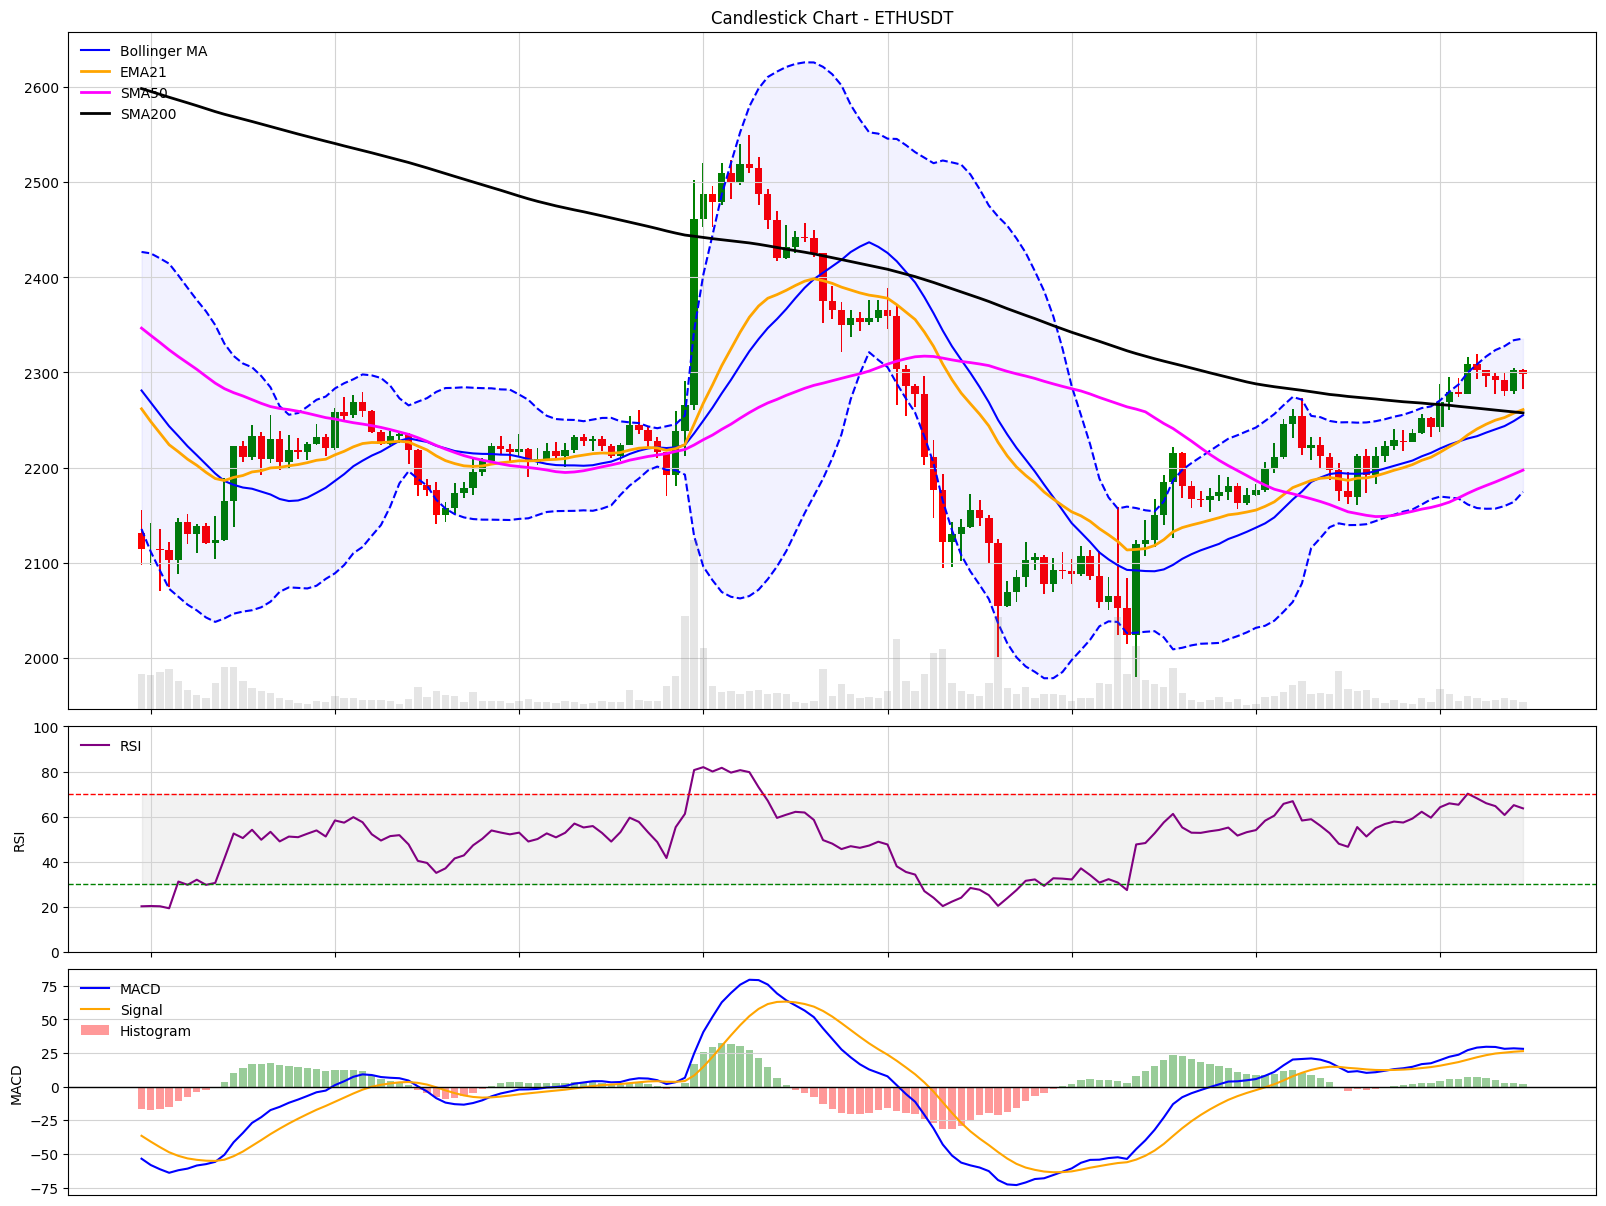 Candlestick Chart - ETHUSDT
Bollinger MA
EMA21
SMA50
SMA200
2600
2500
2400
2300
2200
2100
2000
RSI
100
80
60
40
20
0
RSI
MACD
Signal
Histogram
75
50
25
0
−25
−50
−75
MACD